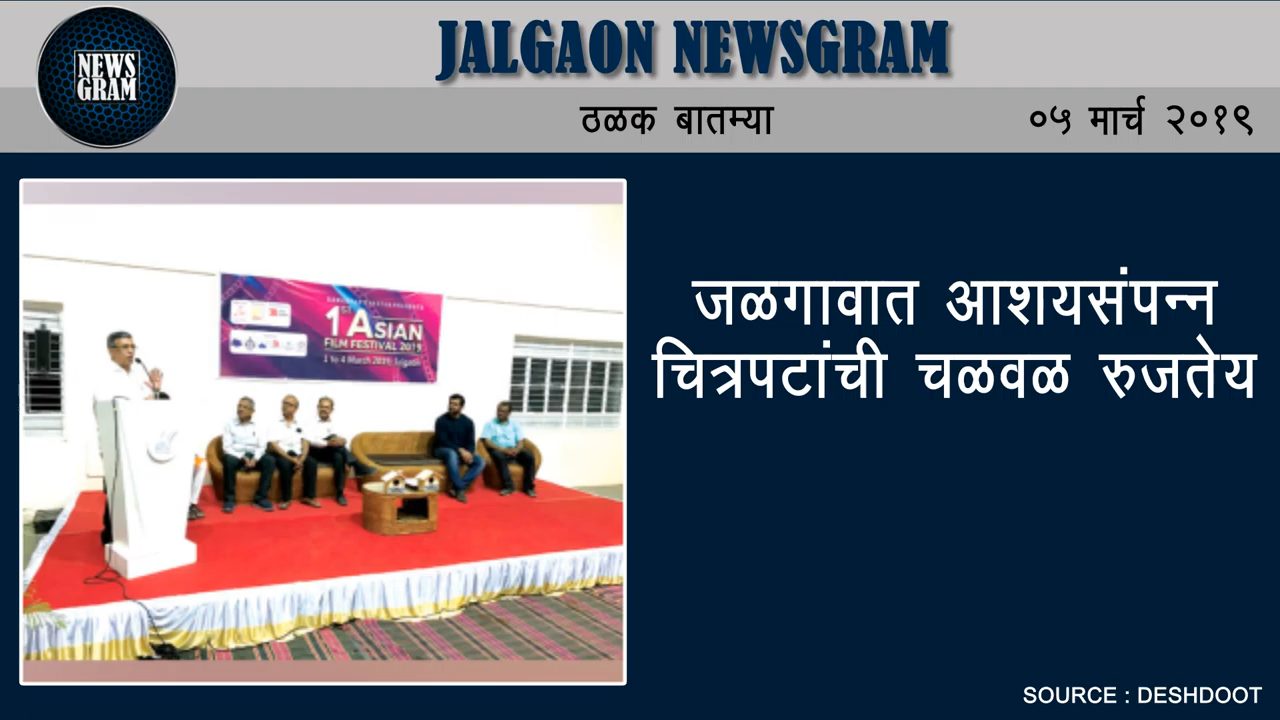 NEWS
GRAM
JALGAON NEWSGRAM
ठळक बातम्या
०५ मार्च २०१९
1 ASIAN
FILM FESTIVAL 2019
1 to 4 March 2019, Jalgaon
जळगावात आशयसंपन्न
चित्रपटांची चळवळ रुजतेय
SOURCE : DESHDOOT